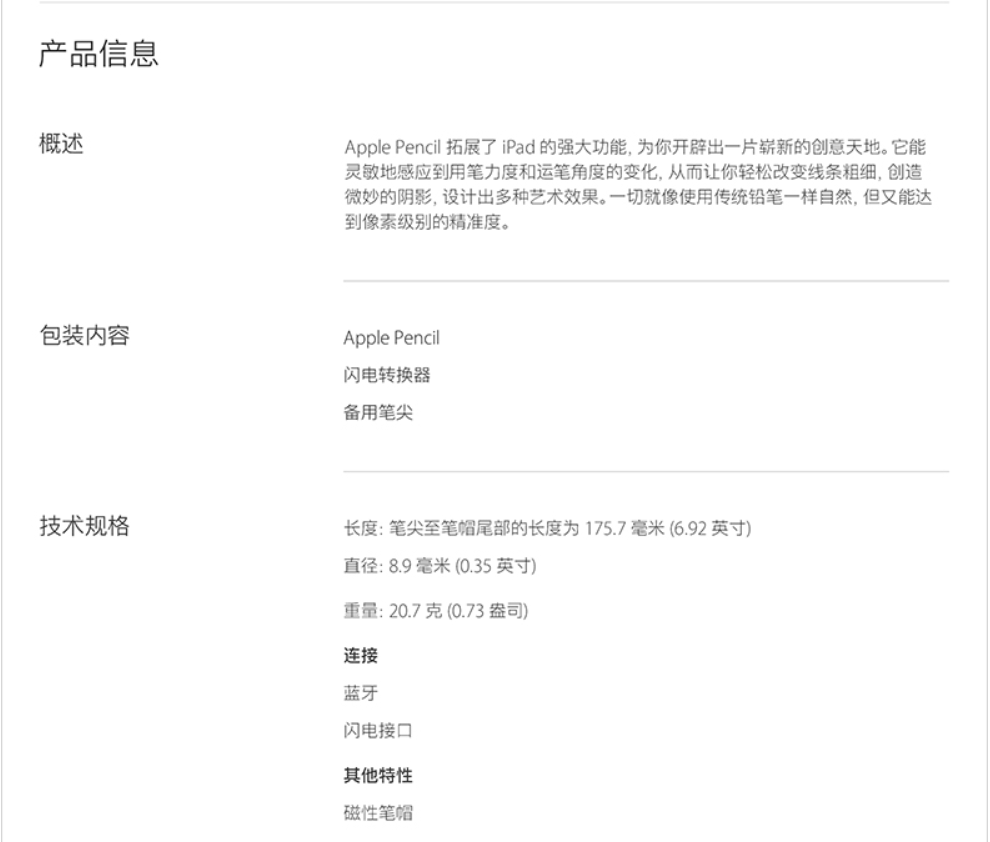 产品信息
概述
Apple Pencil 拓展了 iPad 的强大功能, 为你开辟出一片崭新的创意天地。它能
灵敏地感应到用笔力度和运笔角度的变化, 从而让你轻松改变线条粗细, 创造
微妙的阴影, 设计出多种艺术效果。一切就像使用传统铅笔一样自然, 但又能达
到像素级别的精准度。
包装内容
Apple Pencil
闪电转换器
备用笔尖
技术规格
长度: 笔尖至笔帽尾部的长度为 175.7 毫米 (6.92 英寸)
直径: 8.9 毫米 (0.35 英寸)
重量: 20.7 克 (0.73 盎司)
连接
蓝牙
闪电接口
其他特性
磁性笔帽